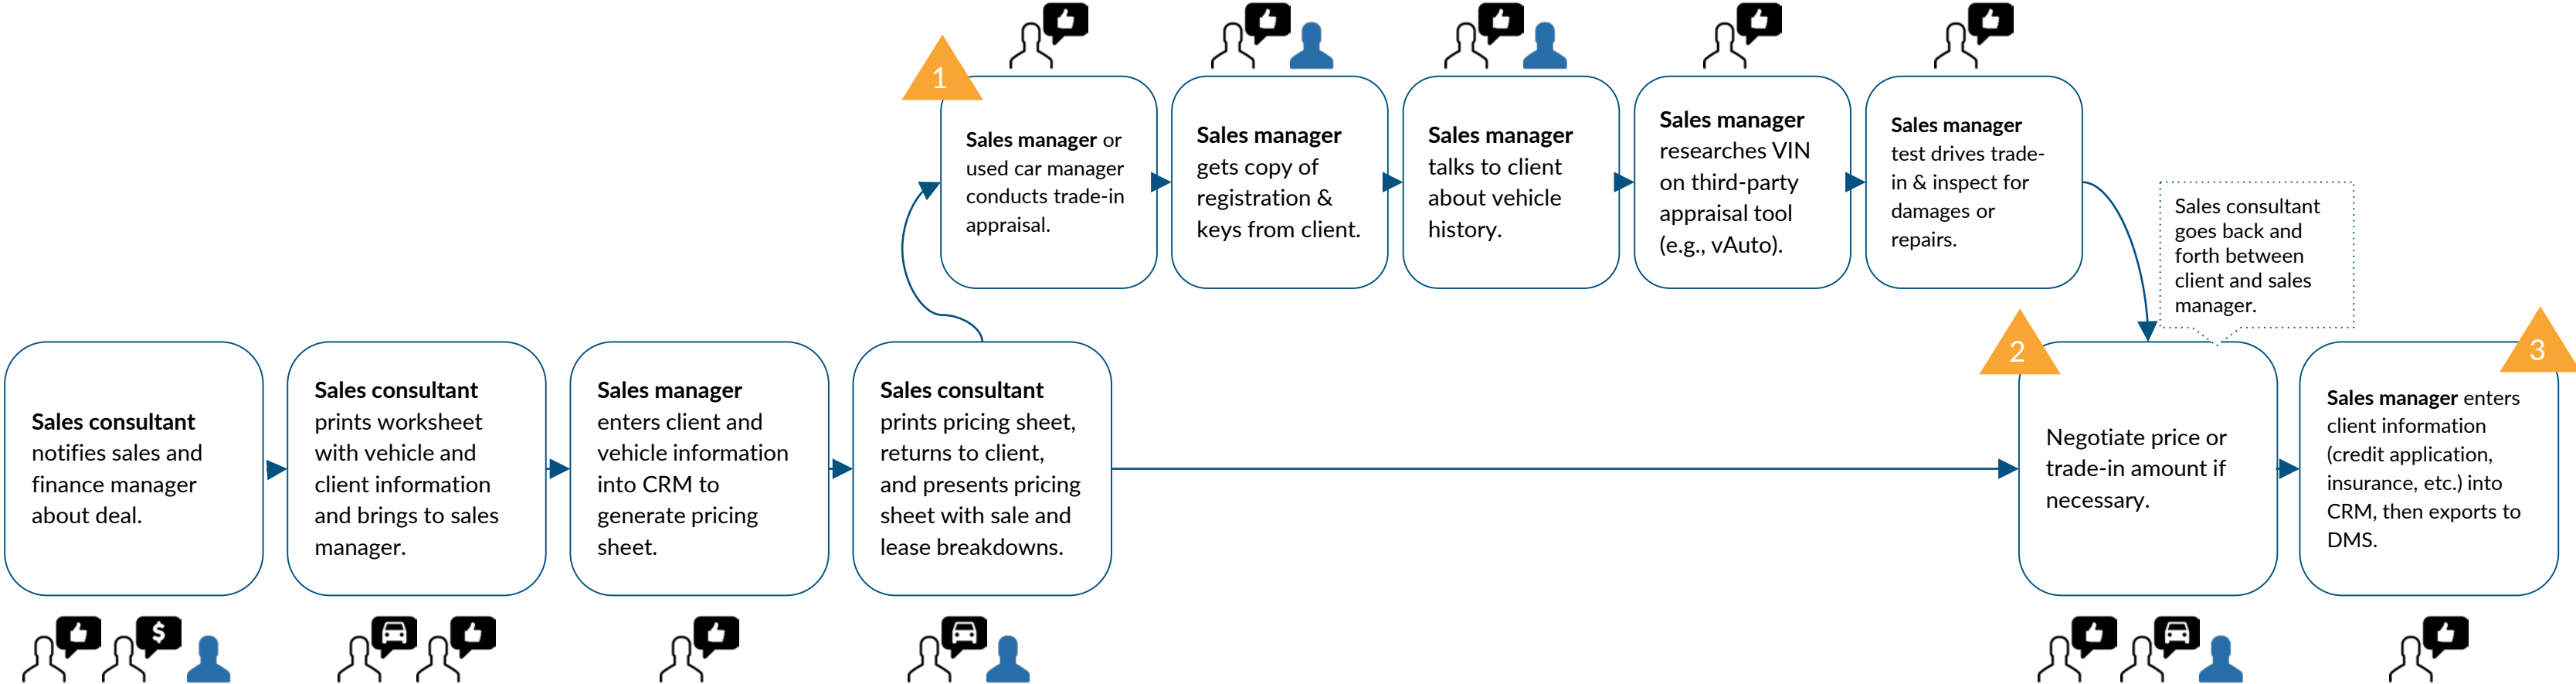 1
Sales manager or
used car manager
conducts trade-in
appraisal.
Sales manager
gets copy of
registration &
keys from client.
Sales manager
talks to client
about vehicle
history.
Sales manager
researches VIN
on third-party
appraisal tool
(e.g., vAuto).
Sales manager
test drives trade-
in & inspect for
damages or
repairs.
Sales consultant
goes back and
forth between
client and sales
manager.
Sales consultant
notifies sales and
finance manager
about deal.
Sales consultant
prints worksheet
with vehicle and
client information
and brings to sales
manager.
Sales manager
enters client and
vehicle information
into CRM to
generate pricing
sheet.
Sales consultant
prints pricing sheet,
returns to client,
and presents pricing
sheet with sale and
lease breakdowns.
2
Negotiate price or
trade-in amount if
necessary.
3
Sales manager enters
client information
(credit application,
insurance, etc.) into
CRM, then exports to
DMS.
$